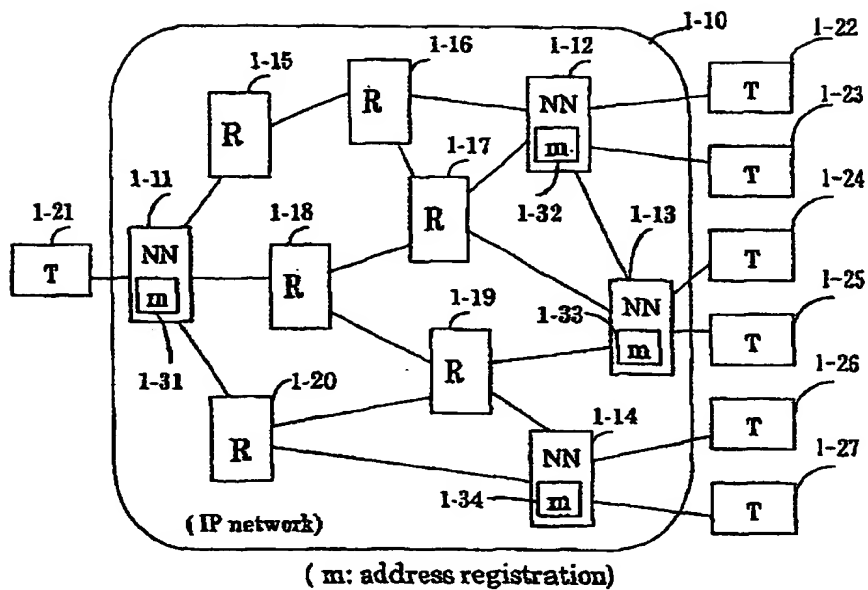 1-10
1-22
T
1-16
1-12
1-15
R
NN
m
1-23
T
R
1-17
1-32
1-24
T
1-11
R
1-13
1-21
T
NN
m
1-18
R
NN
m
1-33
1-25
T
1-19
R
1-31
1-20
R
1-26
T
1-14
NN
m
1-34
1-27
T
( IP network)
( m: address registration)